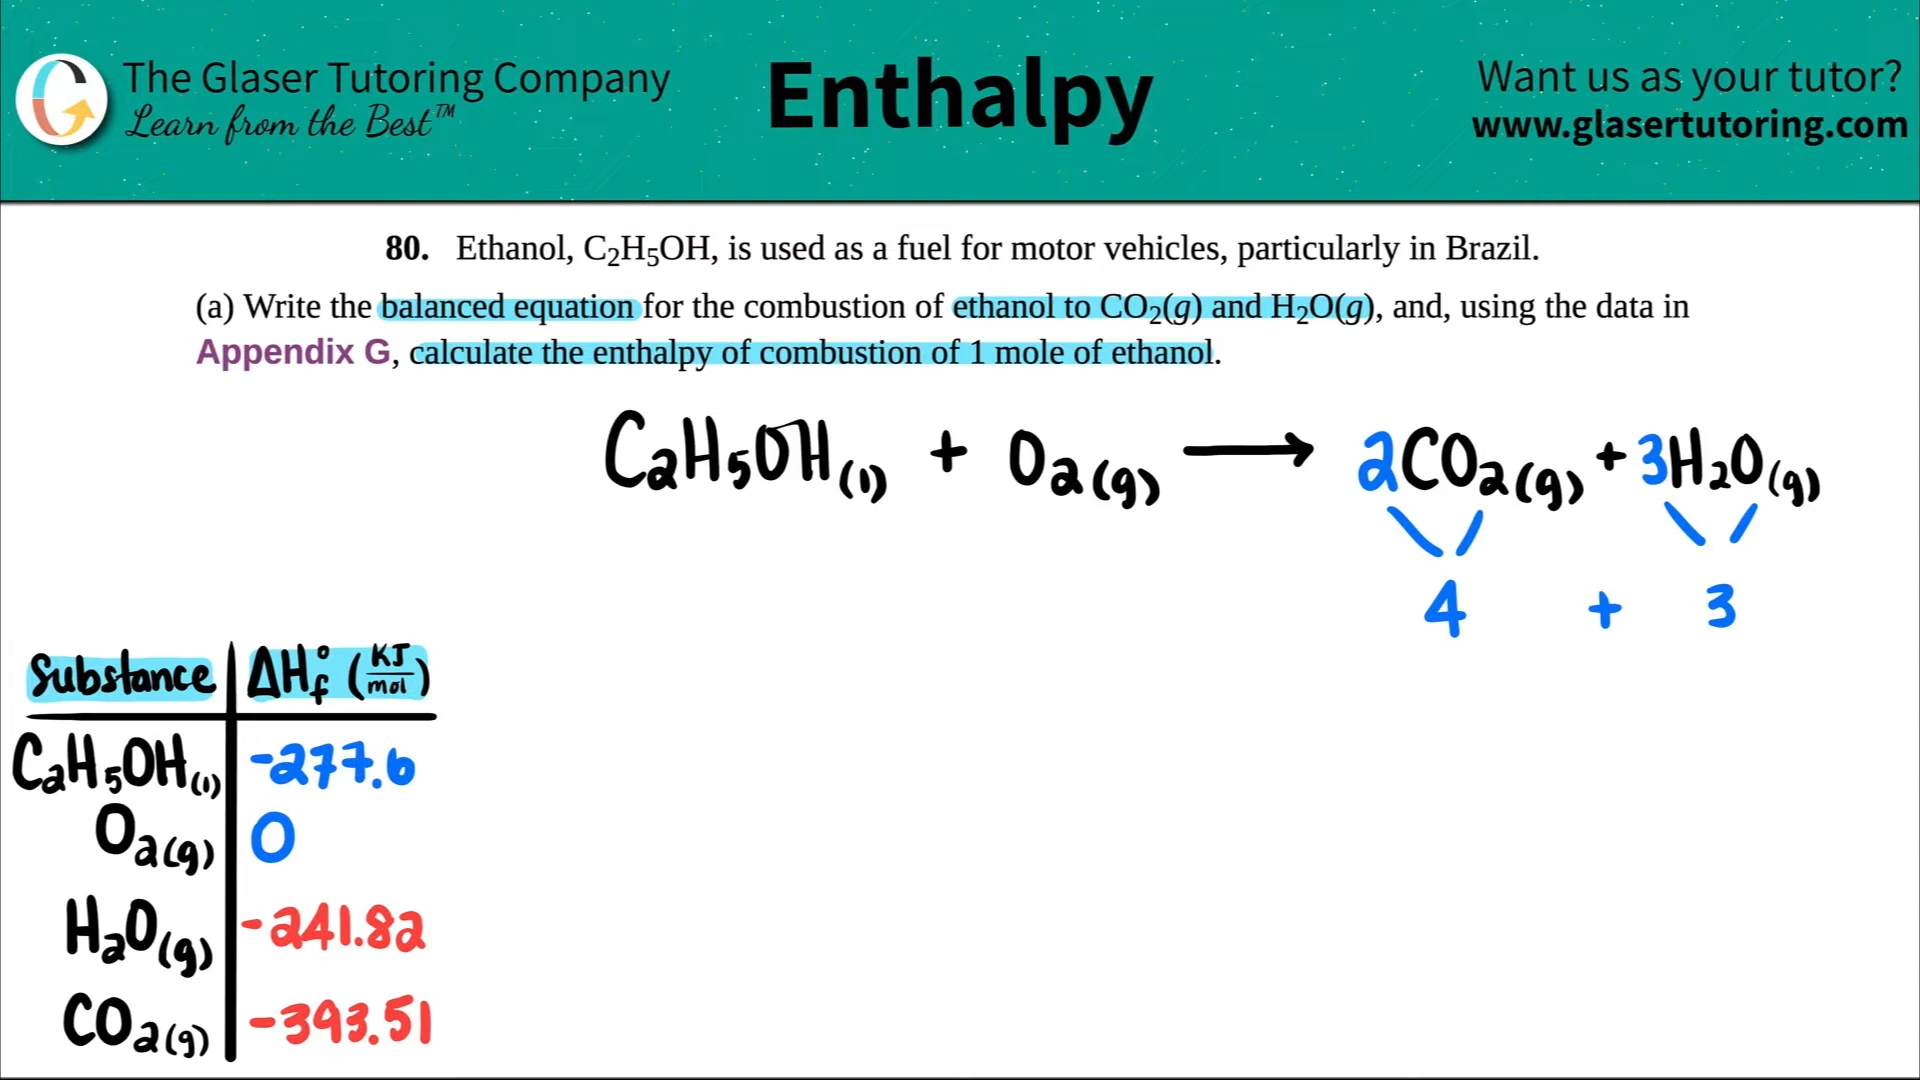 The Glaser Tutoring Company
Learn from the Best™
Enthalpy
Want us as your tutor?
www.glasertutoring.com
80. Ethanol, C₂H₅OH, is used as a fuel for motor vehicles, particularly in Brazil.
(a) Write the balanced equation for the combustion of ethanol to CO₂(g) and H₂O(g), and, using the data in
Appendix G, calculate the enthalpy of combustion of 1 mole of ethanol.
C₂H₅OH(l) + O₂(g) ⟶ 2CO₂(g) + 3H₂O(g)
4 + 3
Substance ΔH°f (KJ/mol)
C₂H₅OH(l) -277.6
O₂(g) 0
H₂O(g) -241.82
CO₂(g) -393.51